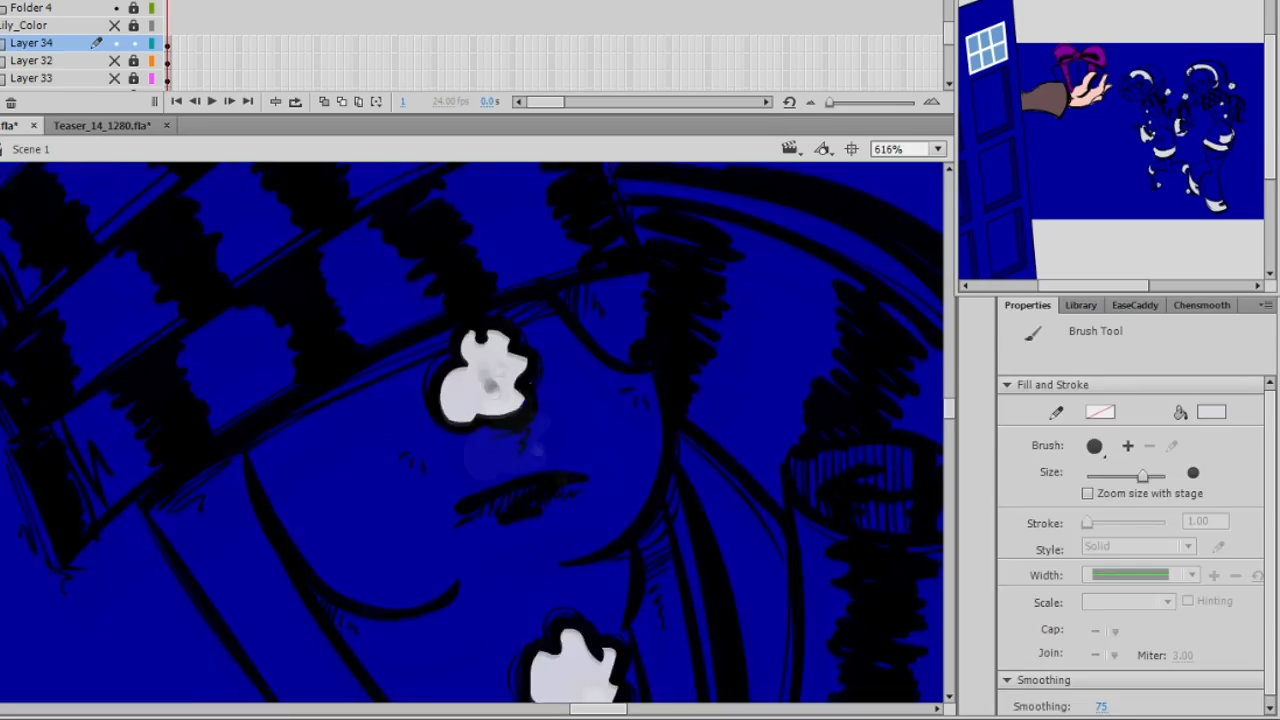 Folder 4
ily_Color
Layer 34
Layer 32
Layer 33
1 24.00 fps 0.0 s
.fla* × Teaser_14_1280.fla* ×
Scene 1
616%
Properties Library EaseCaddy Chensmooth
Brush Tool
Fill and Stroke
Brush:
Size:
Zoom size with stage
Stroke: 1.00
Style: Solid
Width:
Scale: Hinting
Cap:
Join: Miter: 3.00
Smoothing
Smoothing: 75